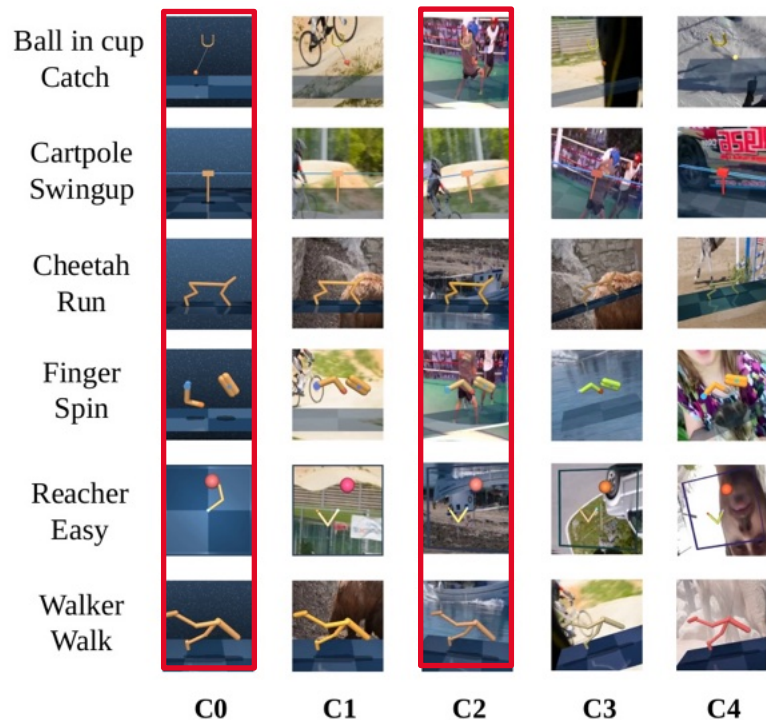 Ball in cup
Catch
Cartpole
Swingup
Cheetah
Run
Finger
Spin
Reacher
Easy
Walker
Walk
C0 C1 C2 C3 C4